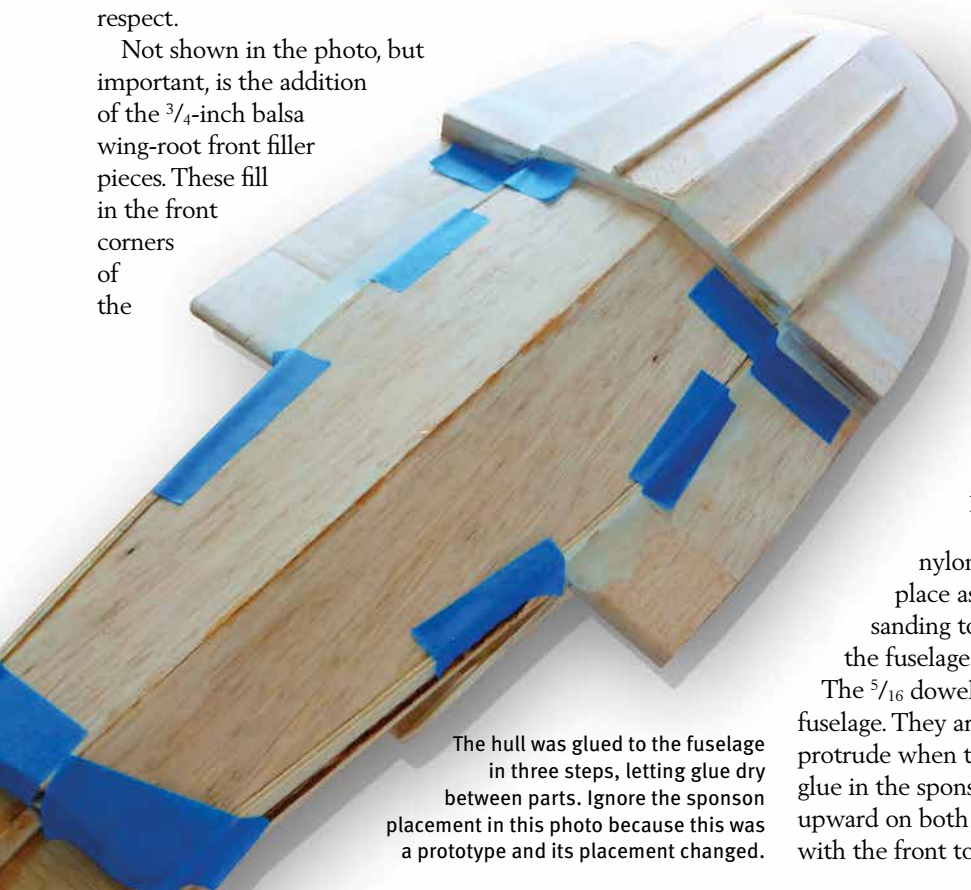 respect.
Not shown in the photo, but
important, is the addition
of the 3/4-inch balsa
wing-root front filler
pieces. These fill
in the front
corners
of
the
The hull was glued to the fuselage
in three steps, letting glue dry
between parts. Ignore the sponson
placement in this photo because this was
a prototype and its placement changed.
place as
sanding to
the fuselage.
The 5/16 dowel
fuselage. They ar
protrude when t
glue in the spons
upward on both
with the front to